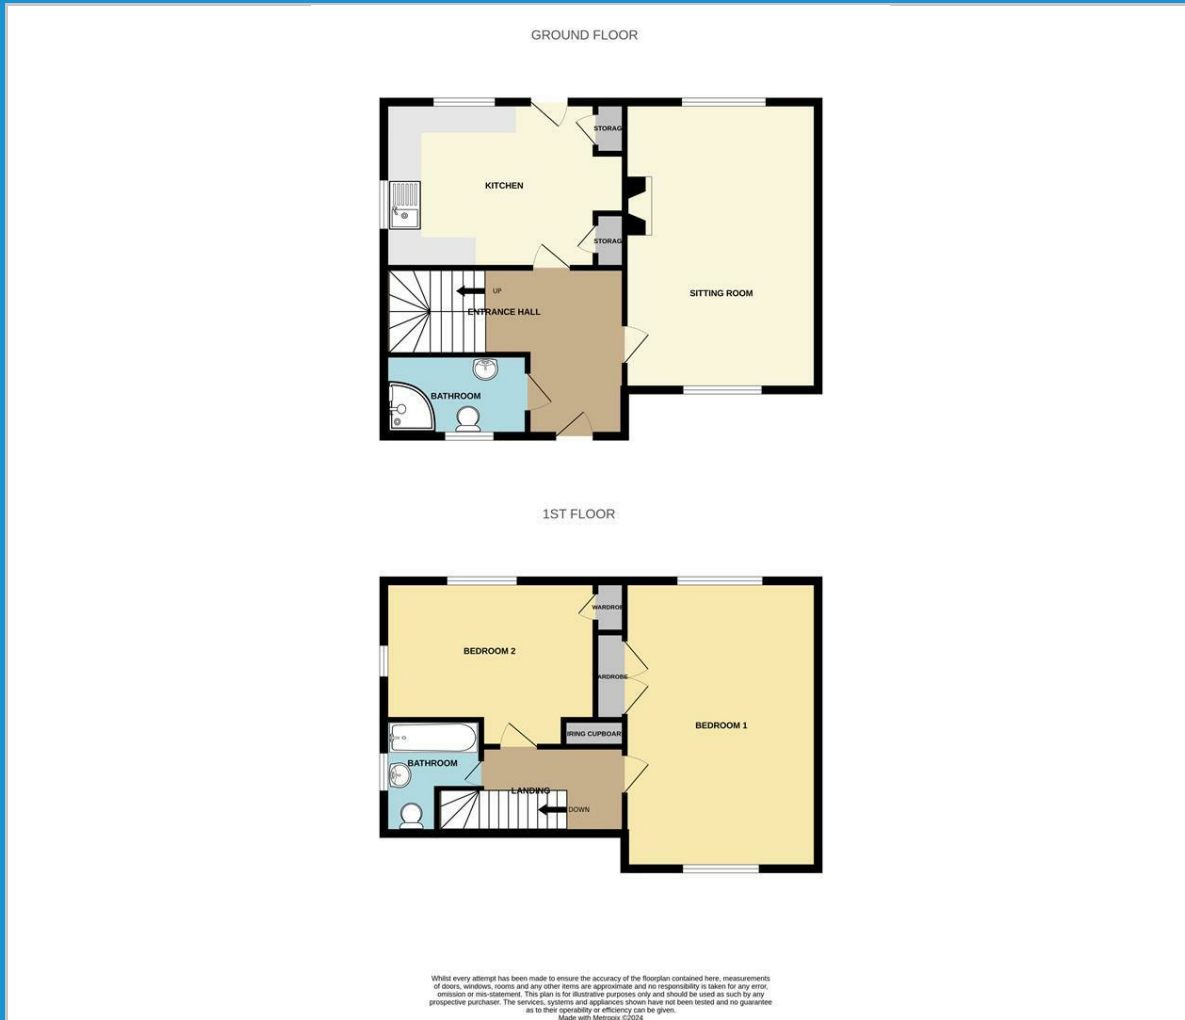 GROUND FLOOR
STORAG
KITCHEN
STORAG
SITTING ROOM
UP
ENTRANCE HALL
BATHROOM
1ST FLOOR
WARDROB
BEDROOM 2
ARDROBE
BEDROOM 1
IRING CUPBOAR
BATHROOM
LANDING
DOWN
Whilst every attempt has been made to ensure the accuracy of the floorplan contained here, measurements
of doors, windows, rooms and any other items are approximate and no responsibility is taken for any error,
omission or mis-statement. This plan is for illustrative purposes only and should be used as such by any
prospective purchaser. The services, systems and appliances shown have not been tested and no guarantee
as to their operability or efficiency can be given.
Made with Metropix ©2024